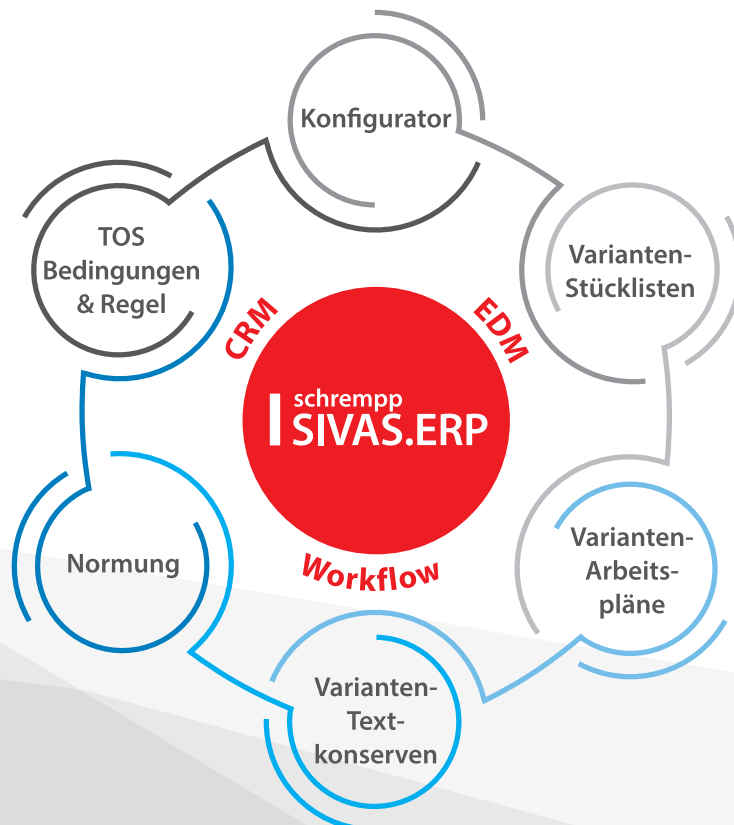 Konfigurator
TOS
Bedingungen
& Regel
Varianten-
Stücklisten
CRM
EDM
schrempp
SIVAS.ERP
Normung
Varianten-
Arbeits-
pläne
Workflow
Varianten-
Text-
konserven